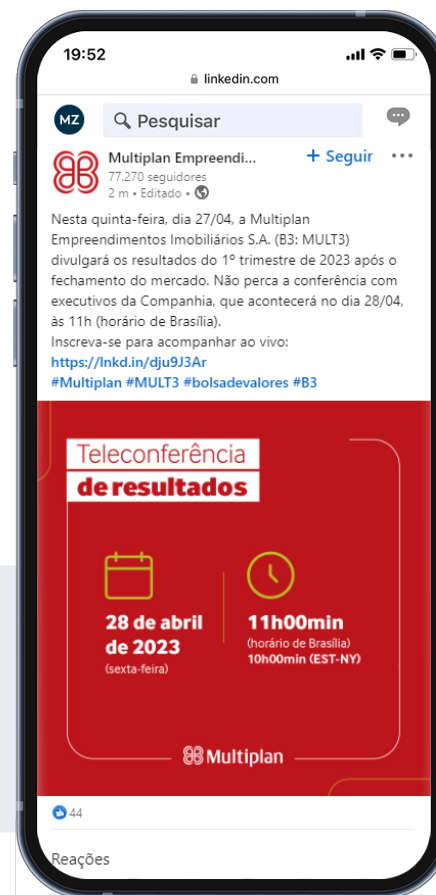 19:52
linkedin.com
MZ
Pesquisar
Multiplan Empreendi...
+ Seguir
77.270 seguidores
2 m • Editado •
Nesta quinta-feira, dia 27/04, a Multiplan
Empreendimentos Imobiliários S.A. (B3: MULT3)
divulgará os resultados do 1º trimestre de 2023 após o
fechamento do mercado. Não perca a conferência com
executivos da Companhia, que acontecerá no dia 28/04,
às 11h (horário de Brasília).
Inscreva-se para acompanhar ao vivo:
https://lnkd.in/dju9J3Ar
#Multiplan #MULT3 #bolsadevalores #B3
Teleconferência
de resultados
28 de abril
de 2023
(sexta-feira)
11h00min
(horário de Brasília)
10h00min (EST-NY)
Multiplan
44
Reações